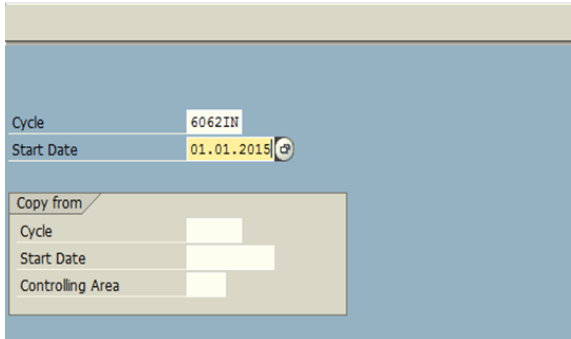 Cycle 6062IN
Start Date 01.01.2015
Copy from
Cycle
Start Date
Controlling Area